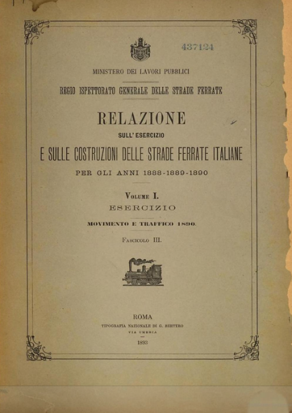 437134
MINISTERO DEI LAVORI PUBBLICI
REGIO ISPETTORATO GENERALE DELLE STRADE FERRATE
RELAZIONE
SULL'ESERCIZIO
E SULLE COSTRUZIONI DELLE STRADE FERRATE ITALIANE
PER GLI ANNI 1888-1889-1890
VOLUME I.
ESERCIZIO
MOVIMENTO E TRAFFICO 1890
FASCICOLO III.
ROMA
TIPOGRAFIA NAZIONALE DI G. BERTERO
VIA UMBRIA